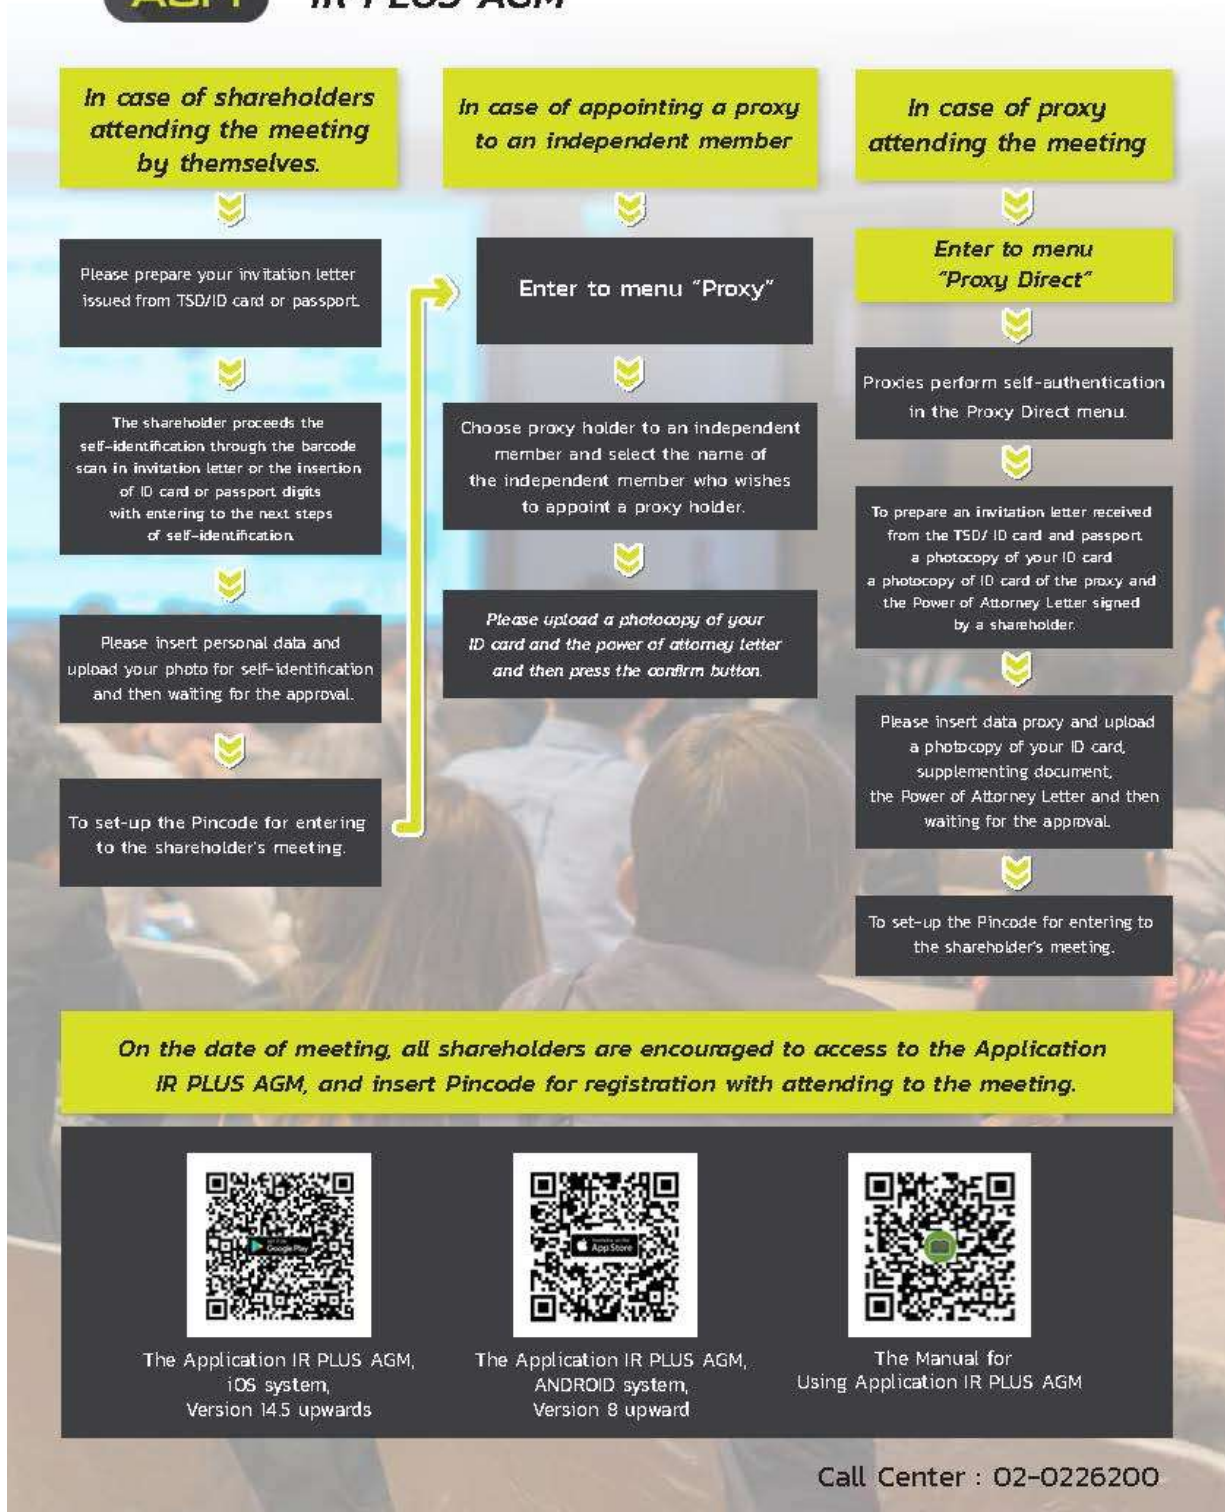 AGM
IR PLUS AGM
In case of shareholders
attending the meeting
by themselves.
Please prepare your invitation letter
issued from TSD/ID card or passport.
The shareholder proceeds the
self-identification through the barcode
scan in invitation letter or the insertion
of ID card or passport digits
with entering to the next steps
of self-identification.
Please insert personal data and
upload your photo for self-identification
and then waiting for the approval.
To set-up the Pincode for entering
to the shareholder's meeting.
In case of appointing a proxy
to an independent member
Enter to menu “Proxy”
Choose proxy holder to an independent
member and select the name of
the independent member who wishes
to appoint a proxy holder.
Please upload a photocopy of your
ID card and the power of attorney letter
and then press the confirm button.
In case of proxy
attending the meeting
Enter to menu
“Proxy Direct”
Proxies perform self-authentication
in the Proxy Direct menu.
To prepare an invitation letter received
from the TSD/ ID card and passport
a photocopy of your ID card
a photocopy of ID card of the proxy and
the Power of Attorney Letter signed
by a shareholder.
Please insert data proxy and upload
a photocopy of your ID card,
supplementing document,
the Power of Attorney Letter and then
waiting for the approval.
To set-up the Pincode for entering to
the shareholder's meeting.
On the date of meeting, all shareholders are encouraged to access to the Application
IR PLUS AGM, and insert Pincode for registration with attending to the meeting.
Google Play
App Store
The Application IR PLUS AGM,
iOS system,
Version 14.5 upwards
The Application IR PLUS AGM,
ANDROID system,
Version 8 upward
The Manual for
Using Application IR PLUS AGM
Call Center : 02-0226200